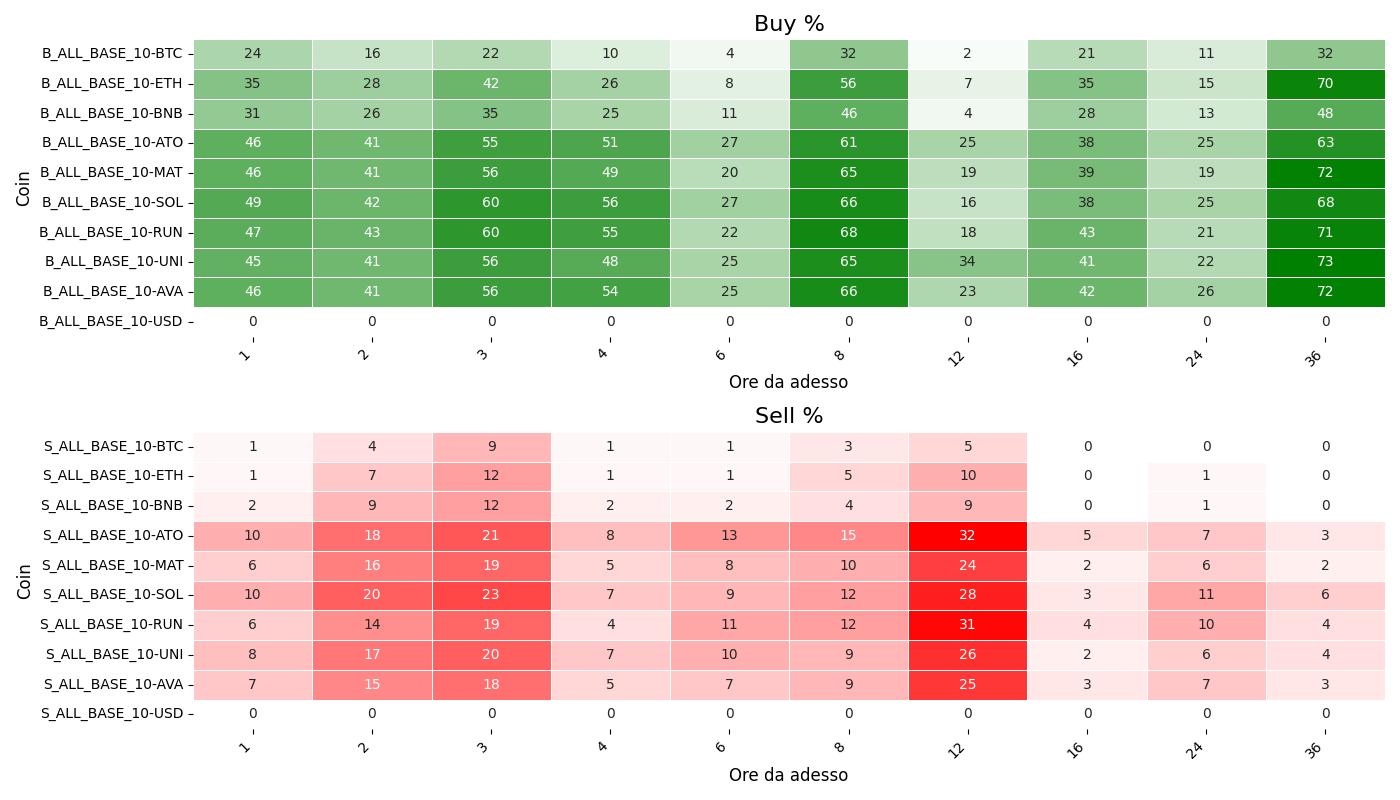 Buy %
B_ALL_BASE_10-BTC 24 16 22 10 4 32 2 21 11 32
B_ALL_BASE_10-ETH 35 28 42 26 8 56 7 35 15 70
B_ALL_BASE_10-BNB 31 26 35 25 11 46 4 28 13 48
B_ALL_BASE_10-ATO 46 41 55 51 27 61 25 38 25 63
B_ALL_BASE_10-MAT 46 41 56 49 20 65 19 39 19 72
B_ALL_BASE_10-SOL 49 42 60 56 27 66 16 38 25 68
B_ALL_BASE_10-RUN 47 43 60 55 22 68 18 43 21 71
B_ALL_BASE_10-UNI 45 41 56 48 25 65 34 41 22 73
B_ALL_BASE_10-AVA 46 41 56 54 25 66 23 42 26 72
B_ALL_BASE_10-USD 0 0 0 0 0 0 0 0 0 0
Coin
1 2 3 4 6 8 12 16 24 36
Ore da adesso
Sell %
S_ALL_BASE_10-BTC 1 4 9 1 1 3 5 0 0 0
S_ALL_BASE_10-ETH 1 7 12 1 1 5 10 0 1 0
S_ALL_BASE_10-BNB 2 9 12 2 2 4 9 0 1 0
S_ALL_BASE_10-ATO 10 18 21 8 13 15 32 5 7 3
S_ALL_BASE_10-MAT 6 16 19 5 8 10 24 2 6 2
S_ALL_BASE_10-SOL 10 20 23 7 9 12 28 3 11 6
S_ALL_BASE_10-RUN 6 14 19 4 11 12 31 4 10 4
S_ALL_BASE_10-UNI 8 17 20 7 10 9 26 2 6 4
S_ALL_BASE_10-AVA 7 15 18 5 7 9 25 3 7 3
S_ALL_BASE_10-USD 0 0 0 0 0 0 0 0 0 0
Coin
1 2 3 4 6 8 12 16 24 36
Ore da adesso